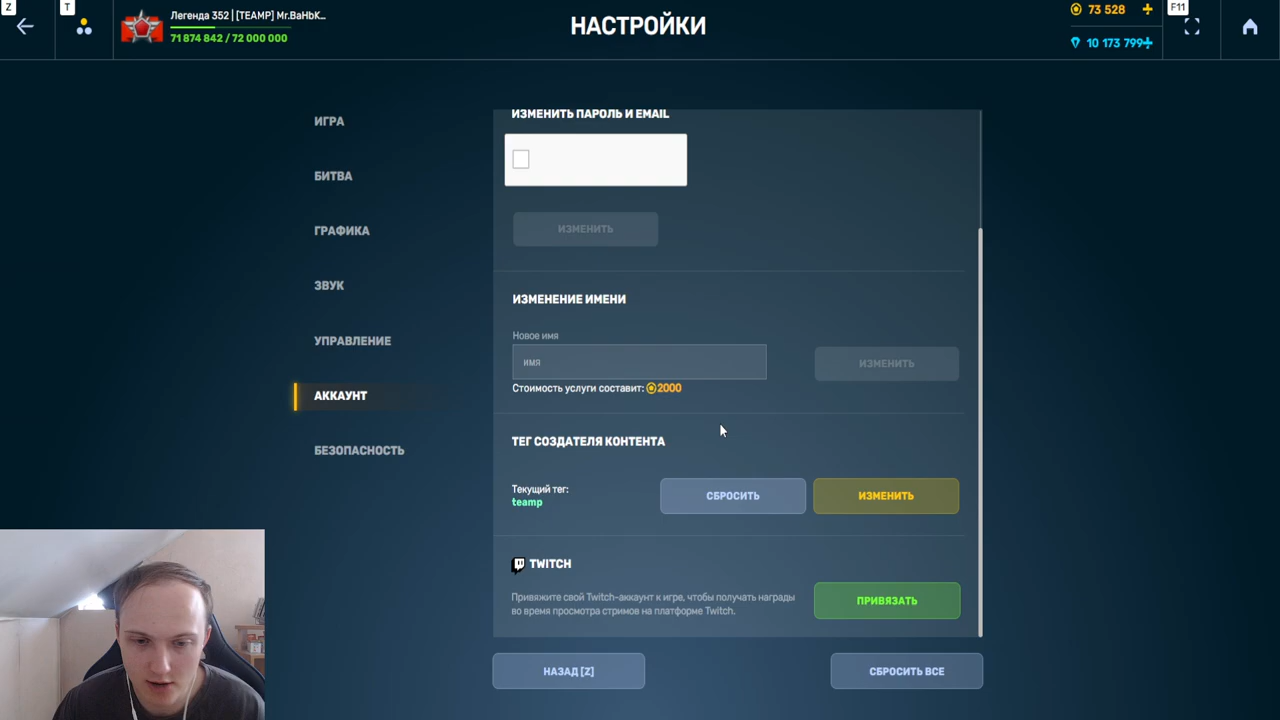 Z
T
Легенда 352 | [TEAMP] Mr.BaHbK...
71 874 842 / 72 000 000
НАСТРОЙКИ
73 528
10 173 799
F11
ИГРА
БИТВА
ГРАФИКА
ЗВУК
УПРАВЛЕНИЕ
АККАУНТ
БЕЗОПАСНОСТЬ
ИЗМЕНИТЬ ПАРОЛЬ И EMAIL
ИЗМЕНИТЬ
ИЗМЕНЕНИЕ ИМЕНИ
Новое имя
имя
ИЗМЕНИТЬ
Стоимость услуги составит: 2000
ТЕГ СОЗДАТЕЛЯ КОНТЕНТА
Текущий тег:
teamp
СБРОСИТЬ
ИЗМЕНИТЬ
TWITCH
Привяжите свой Twitch-аккаунт к игре, чтобы получать награды
во время просмотра стримов на платформе Twitch.
ПРИВЯЗАТЬ
НАЗАД [Z]
СБРОСИТЬ ВСЕ